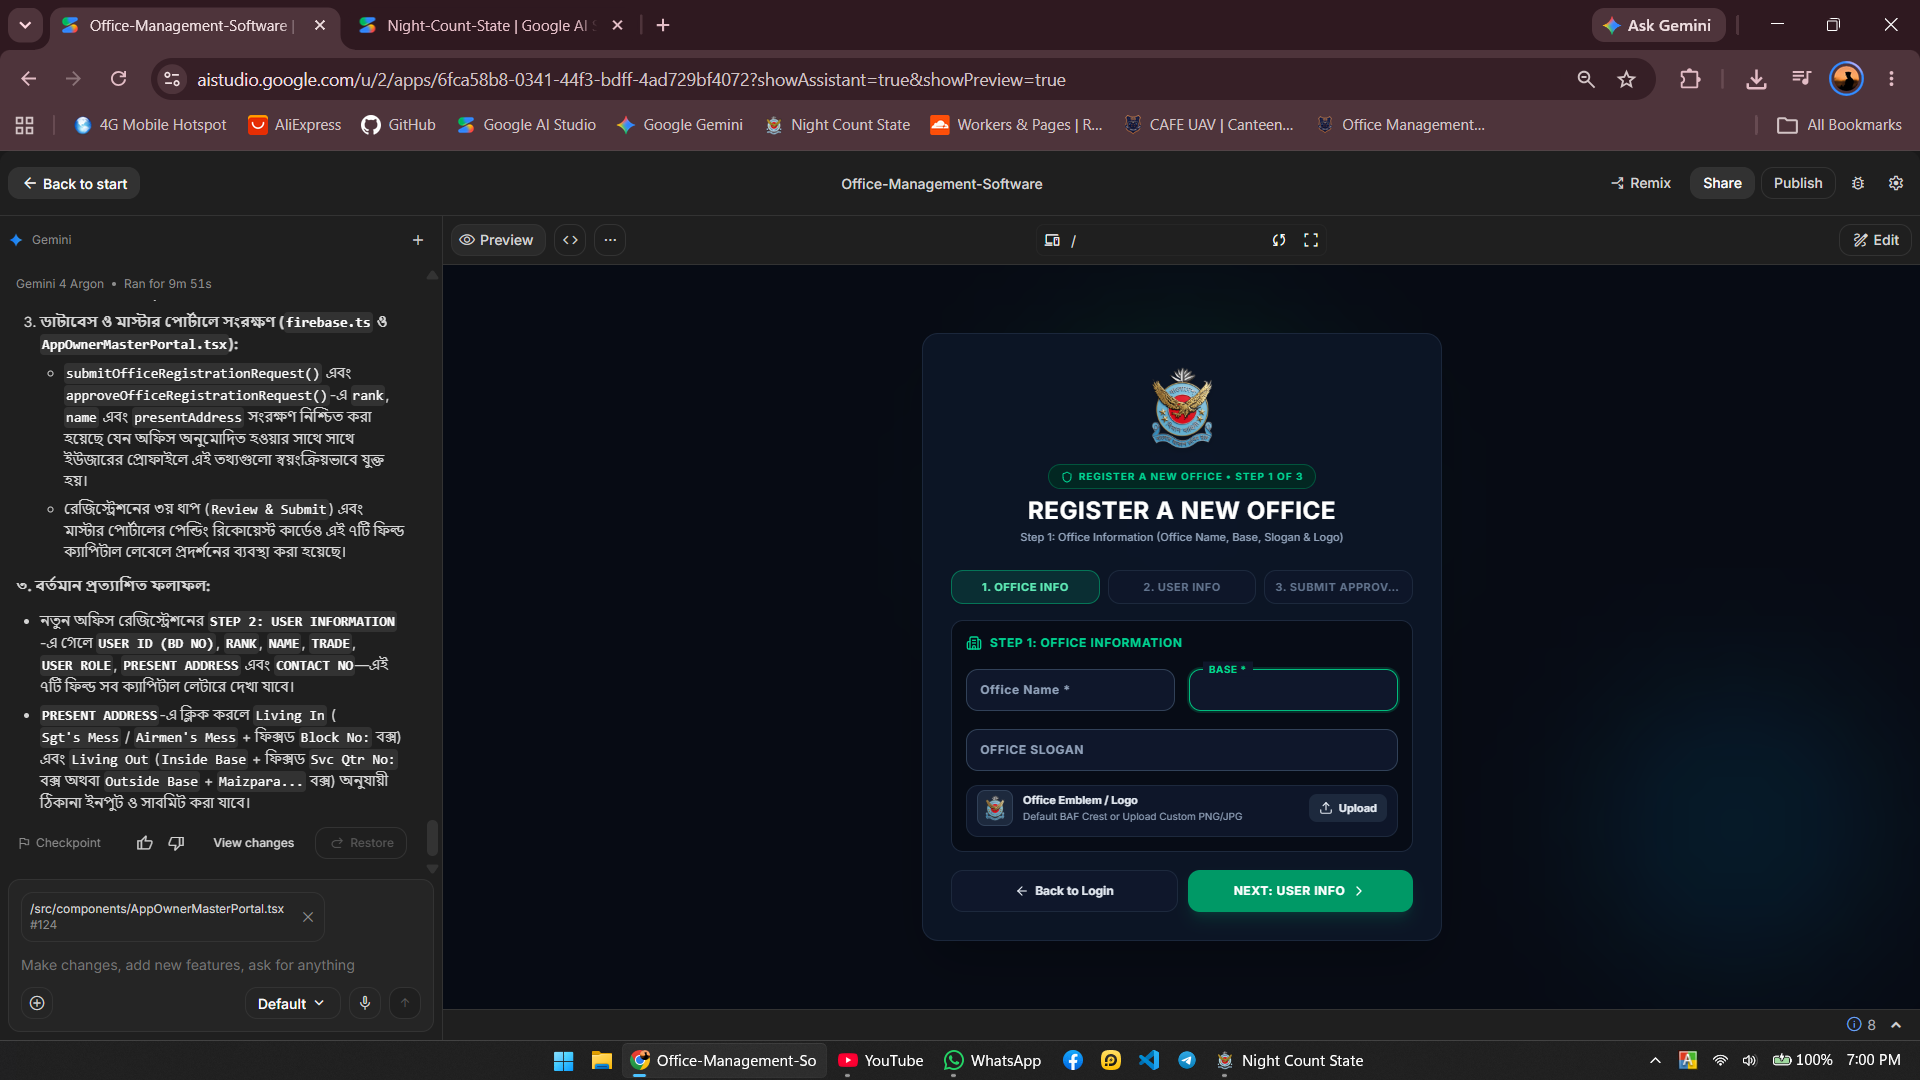 Office-Management-Software |
Night-Count-State | Google AI S
Ask Gemini
aistudio.google.com/u/2/apps/6fca58b8-0341-44f3-bdff-4ad729bf4072?showAssistant=true&showPreview=true
4G Mobile Hotspot
AliExpress
GitHub
Google AI Studio
Google Gemini
Night Count State
Workers & Pages | R...
CAFE UAV | Canteen...
Office Management...
All Bookmarks
Back to start
Office-Management-Software
Remix
Share
Publish
Gemini
Preview
/
Edit
Gemini 4 Argon • Ran for 9m 51s
3. ডাটাবেস ও মাস্টার পোর্টালে সংরক্ষণ (firebase.ts ও
AppOwnerMasterPortal.tsx):
submitOfficeRegistrationRequest() এবং
approveOfficeRegistrationRequest()-এ rank,
name এবং presentAddress সংরক্ষণ নিশ্চিত করা
হয়েছে যেন অফিস অনুমোদিত হওয়ার সাথে সাথে
ইউজারের প্রোফাইলে এই তথ্যগুলো স্বয়ংক্রিয়ভাবে যুক্ত
হয়।
রেজিস্ট্রেশনের ৩য় ধাপ (Review & Submit) এবং
মাস্টার পোর্টালের পেন্ডিং রিকোয়েস্ট কার্ডেও এই ৭টি ফিল্ড
ক্যাপিটাল লেবেলে প্রদর্শনের ব্যবস্থা করা হয়েছে।
৩. বর্তমান প্রত্যাশিত ফলাফল:
• নতুন অফিস রেজিস্ট্রেশনের STEP 2: USER INFORMATION
-এ গেলে USER ID (BD NO), RANK, NAME, TRADE,
USER ROLE, PRESENT ADDRESS এবং CONTACT NO—এই
৭টি ফিল্ড সব ক্যাপিটাল লেটারে দেখা যাবে।
• PRESENT ADDRESS-এ ক্লিক করলে Living In (
Sgt's Mess / Airmen's Mess + ফিক্সড Block No: বক্স)
এবং Living Out (Inside Base + ফিক্সড Svc Qtr No:
বক্স অথবা Outside Base + Maizpara... বক্স) অনুযায়ী
ঠিকানা ইনপুট ও সাবমিট করা যাবে।
Checkpoint
View changes
Restore
/src/components/AppOwnerMasterPortal.tsx
#124
Make changes, add new features, ask for anything
Default
REGISTER A NEW OFFICE • STEP 1 OF 3
REGISTER A NEW OFFICE
Step 1: Office Information (Office Name, Base, Slogan & Logo)
1. OFFICE INFO
2. USER INFO
3. SUBMIT APPROV...
STEP 1: OFFICE INFORMATION
Office Name *
BASE *
OFFICE SLOGAN
Office Emblem / Logo
Default BAF Crest or Upload Custom PNG/JPG
Upload
Back to Login
NEXT: USER INFO
8
Office-Management-So
YouTube
WhatsApp
Night Count State
100%
7:00 PM